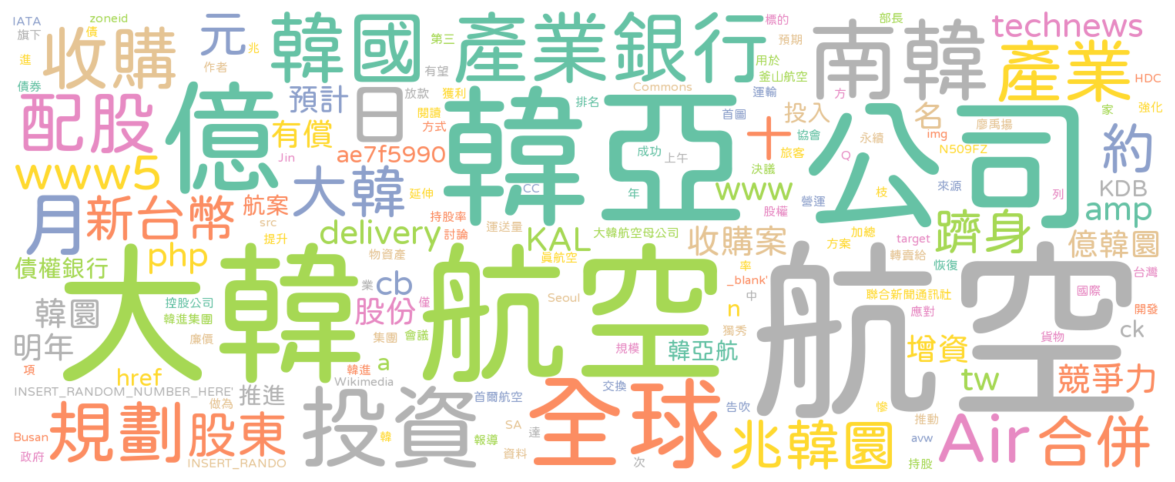 IATA
zoneid
債
旗下
兆
收購
元
進
作者
債券
韓國產業銀行
第三
有望
放款
獲利
閱讀
方式
Commons
排名
標的
部長
預期
用於
釜山航空
運輸
方
首圖
南韓
technews
產業
HDC
強化
家
廖禹揚
N509FZ
img
永續
協會
旅客
Q
配股
億
預計
有償
日
www5
ae7f5990
Jin
韓亞
成功
上午
年
十
投入
名
公司
約
KDB
amp
列
決議
枝
來源
營運
股權
www
月
新台幣
航案
src
提升
大韓
延伸
持股率
討論
CC
運送量
delivery
KAL
大韓航空母公司
收購案
加總
方案
target
轉賣給
躋身
恢復
億韓圜
台灣
債權銀行
php
控股公司
韓進集團
業
廉價
物資產
cb
股份
僅
會議
集團
真航空
Seoul
率
_blank'
中
n
獨秀
聯合新聞通訊社
應對
國際
開發
貨物
ck
韓圜
明年
項
href
大韓航空
a
韓進
Wikimedia
規模
韓亞航
航空
增資
tw
競爭力
INSERT_RANDOM_NUMBER_HERE'
推進
做為
首爾航空
交換
告吹
慘
推動
avw
持股
Busan
政府
規劃
股東
INSERT_RANDO
投資
韓
報導
SA
資料
達
全球
次
兆韓圜
Air
合併